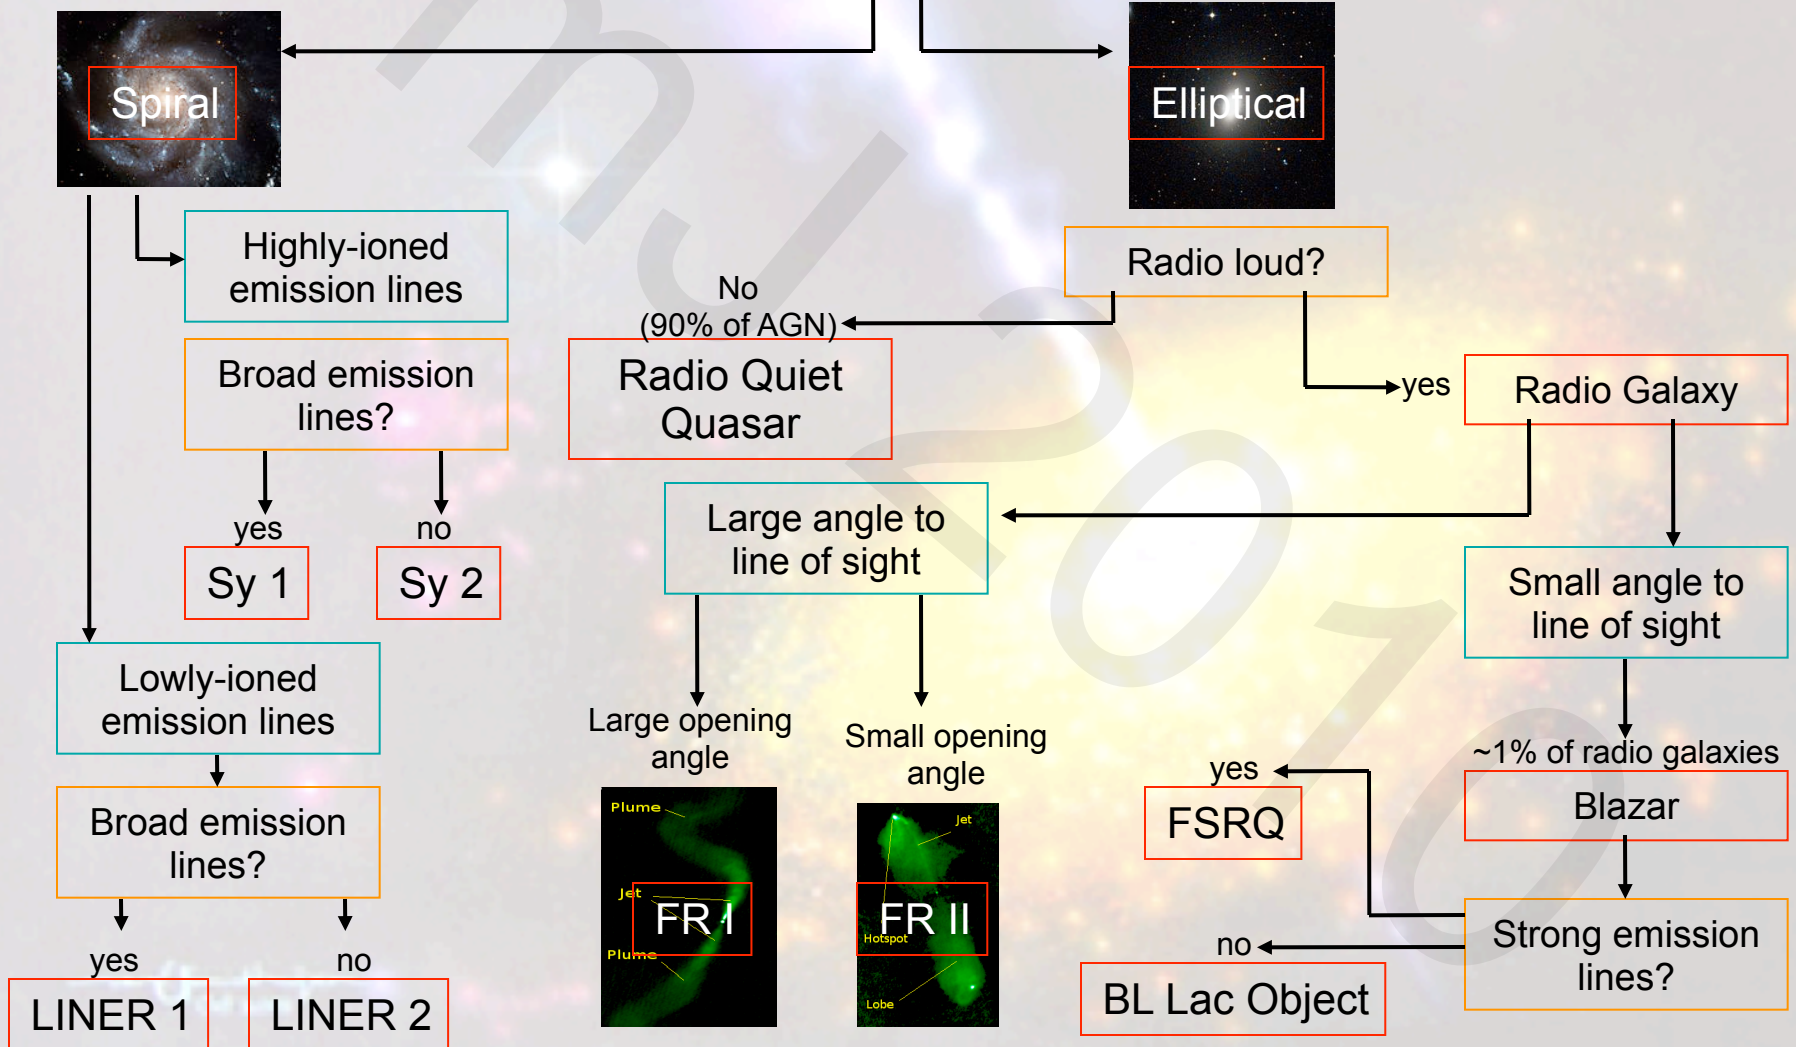 Spiral
Elliptical
Highly-ioned
emission lines
Radio loud?
No
(90% of AGN)
Broad emission
lines?
Radio Quiet
Quasar
yes
Radio Galaxy
Large angle to
line of sight
yes
no
Sy 1
Sy 2
Small angle to
line of sight
Lowly-ioned
emission lines
Large opening
angle
Small opening
angle
~1% of radio galaxies
Blazar
yes
FSRQ
Broad emission
lines?
Plume
Jet
Plume
FR I
Jet
Hotspot
Lobe
FR II
Strong emission
lines?
no
BL Lac Object
yes
no
LINER 1
LINER 2
mJ 2010